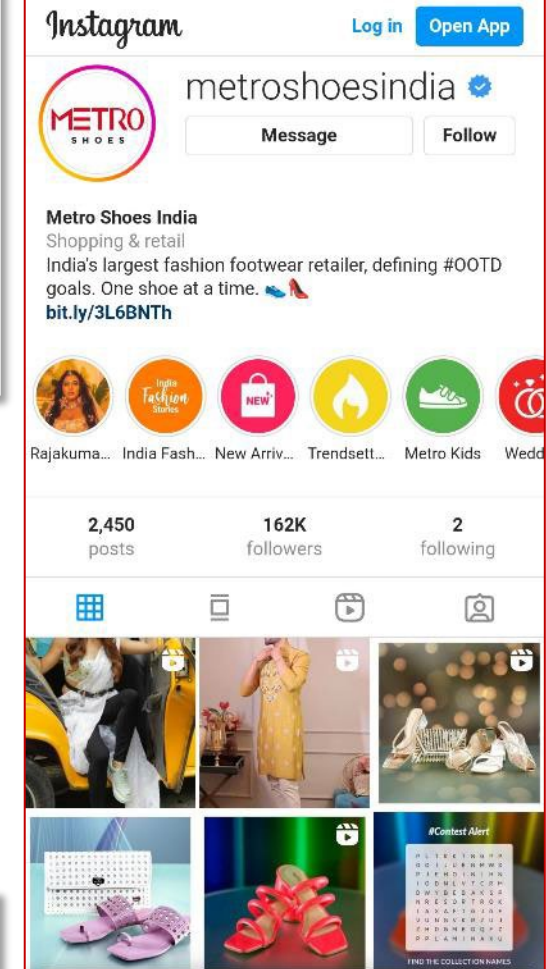 Instagram
Log in
Open App
METRO
SHOES
metroshoesindia
Message
Follow
Metro Shoes India
Shopping & retail
India's largest fashion footwear retailer, defining #OOTD
goals. One shoe at a time.
bit.ly/3L6BNTh
India
Fashion
Stories
NEW
Rajakuma...
India Fash...
New Arriv...
Trendsett...
Metro Kids
Wedd
2,450
posts
162K
followers
2
following
#Contest Alert
FIND THE COLLECTION NAMES